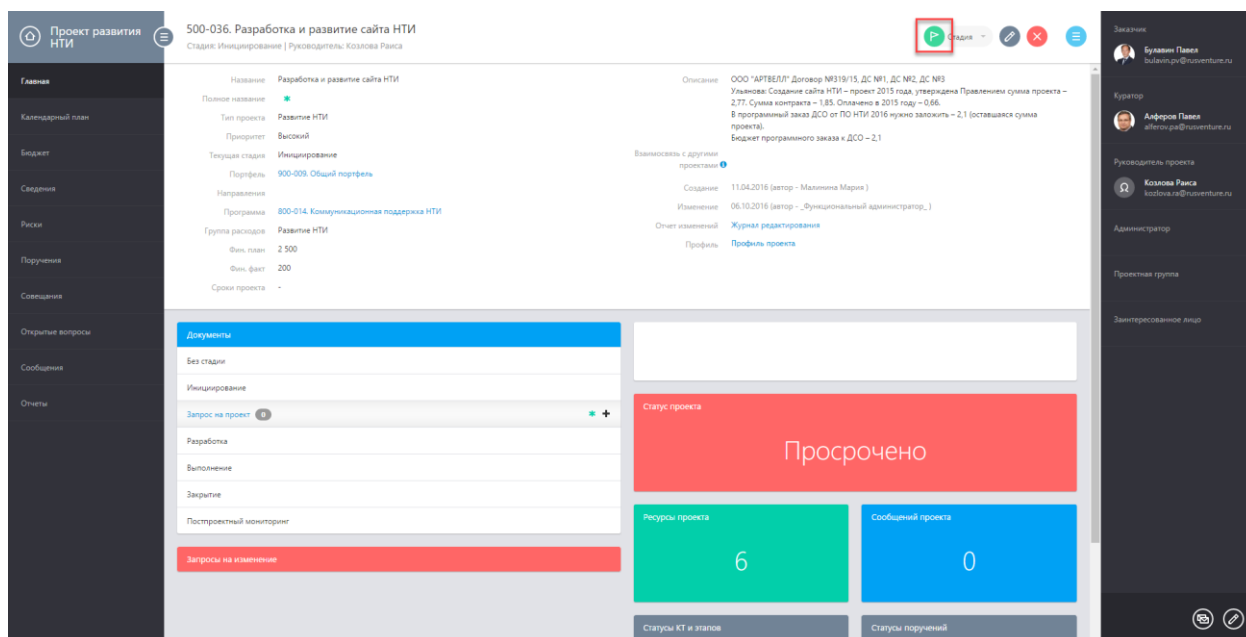 Проект развития
НТИ
Главная
Календарный план
Бюджет
Сведения
Риски
Поручения
Совещания
Открытые вопросы
Сообщения
Отчеты
500-036. Разработка и развитие сайта НТИ
Стадия: Инициирование | Руководитель: Козлова Раиса
Стадия
Название Разработка и развитие сайта НТИ
Полное название *
Тип проекта Развитие НТИ
Приоритет Высокий
Текущая стадия Инициирование
Портфель 900-009. Общий портфель
Направления
Программа 800-014. Коммуникационная поддержка НТИ
Группа расходов Развитие НТИ
Фин. план 2 500
Фин. факт 200
Сроки проекта -
Описание ООО "АРТВЕЛЛ" Договор №319/15, ДС №1, ДС №2, ДС №3
Ульянова: Создание сайта НТИ – проект 2015 года, утверждена Правлением сумма проекта –
2,77. Сумма контракта – 1,85. Оплачено в 2015 году – 0,66.
В программный заказ ДСО от ПО НТИ 2016 нужно заложить – 2,1 (оставшаяся сумма
проекта).
Бюджет программного заказа к ДСО – 2,1
Взаимосвязь с другими
проектами
Создание 11.04.2016 (автор - Малинина Мария )
Изменение 06.10.2016 (автор - _Функциональный администратор_ )
Отчет изменений Журнал редактирования
Профиль Профиль проекта
Документы
Без стадии
Инициирование
Запрос на проект 0 * +
Разработка
Выполнение
Закрытие
Постпроектный мониторинг
Запросы на изменение
Статус проекта
Просрочено
Ресурсы проекта
6
Сообщений проекта
0
Статусы КТ и этапов
Статусы поручений
Заказчик
Булавин Павел
bulavin.pv@rusventure.ru
Куратор
Алферов Павел
alferov.pa@rusventure.ru
Руководитель проекта
Козлова Раиса
kozlova.ra@rusventure.ru
Администратор
Проектная группа
Заинтересованное лицо